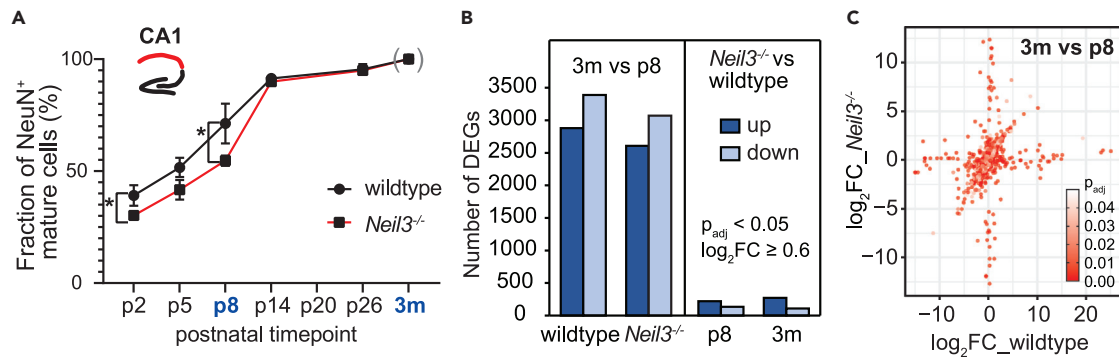 A
CA1
100
50
0
Fraction of NeuN+
mature cells (%)
*
*
( )
wildtype
Neil3-/-
p2 p5 p8 p14 p20 p26 3m
postnatal timepoint
B
3500
3000
2500
2000
1500
1000
500
0
Number of DEGs
3m vs p8
Neil3-/- vs
wildtype
up
down
padj < 0.05
log2FC ≥ 0.6
wildtype Neil3-/- p8 3m
C
3m vs p8
10
5
0
−5
−10
log2FC_Neil3-/-
padj
0.04
0.03
0.02
0.01
0.00
−10 0 10 20
log2FC_wildtype